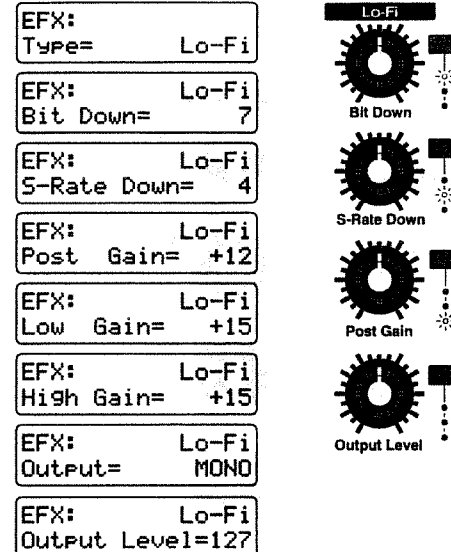 EFX:
Type= Lo-Fi
EFX: Lo-Fi
Bit Down= 7
EFX: Lo-Fi
S-Rate Down= 4
EFX: Lo-Fi
Post Gain= +12
EFX: Lo-Fi
Low Gain= +15
EFX: Lo-Fi
High Gain= +15
EFX: Lo-Fi
Output= MONO
EFX: Lo-Fi
Output Level=127
Lo-Fi
Bit Down
S-Rate Down
Post Gain
Output Level